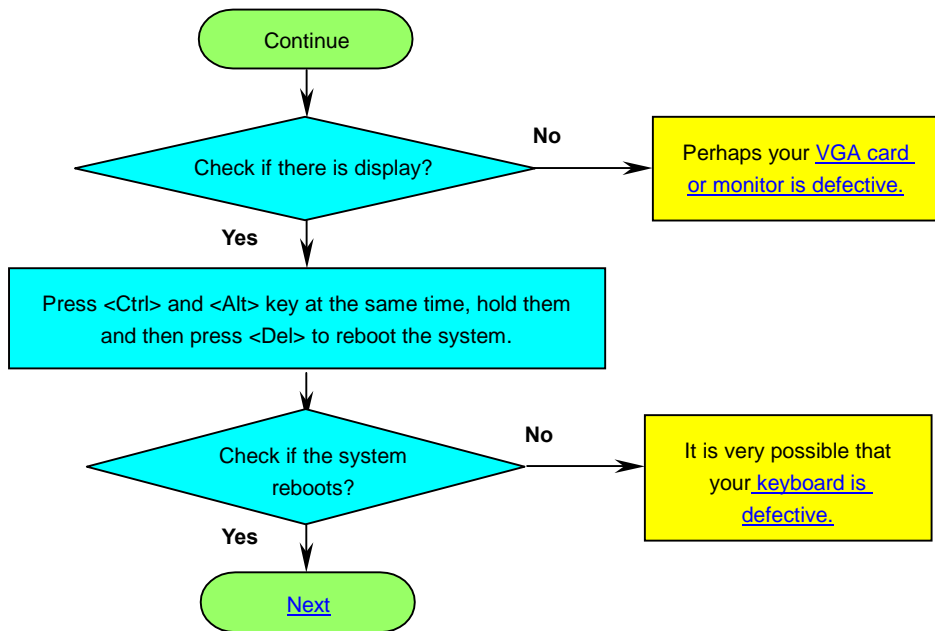 Continue
Check if there is display?
No
Perhaps your VGA card
or monitor is defective.
Yes
Press <Ctrl> and <Alt> key at the same time, hold them
and then press <Del> to reboot the system.
Check if the system
reboots?
No
It is very possible that
your keyboard is
defective.
Yes
Next